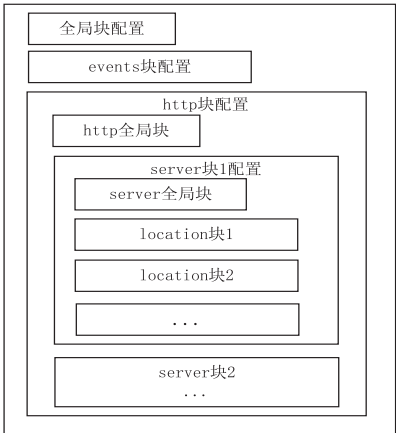 全局块配置
events块配置
http块配置
http全局块
server块1配置
server全局块
location块1
location块2
...
server块2
...